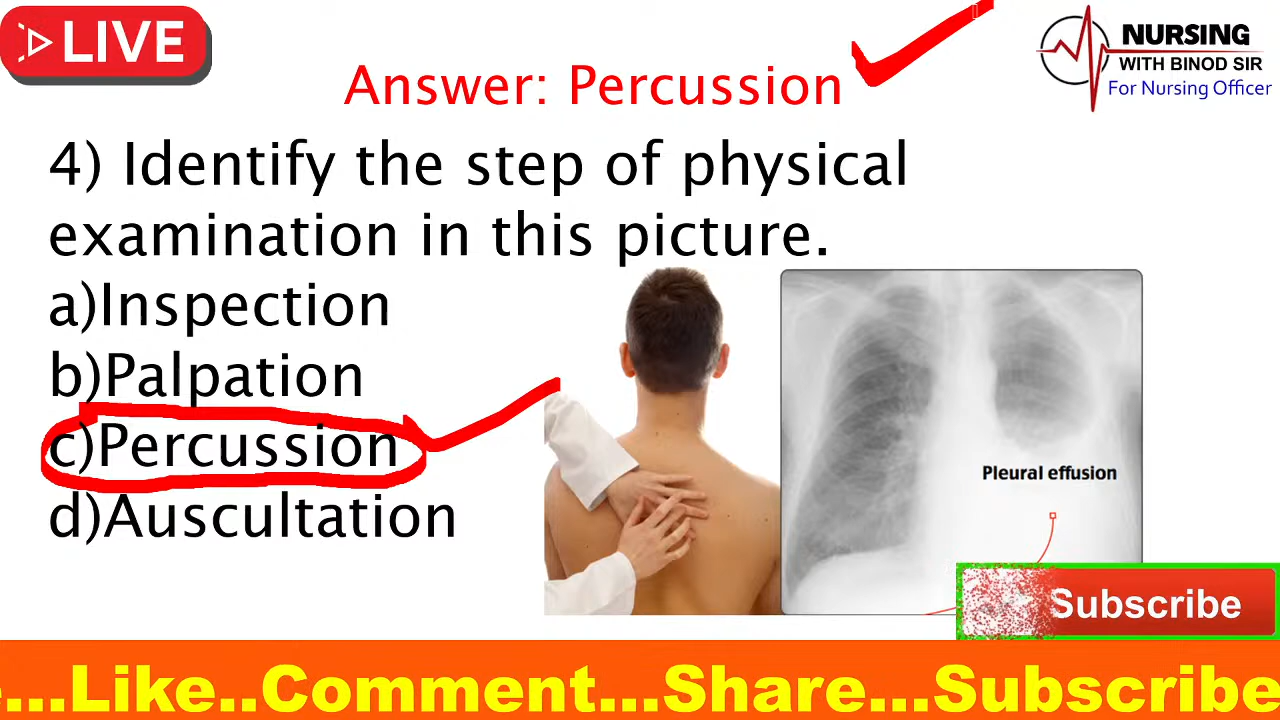 LIVE
NURSING
WITH BINOD SIR
For Nursing Officer
Answer: Percussion
4) Identify the step of physical
examination in this picture.
a)Inspection
b)Palpation
c)Percussion
d)Auscultation
Pleural effusion
Subscribe
e...Like..Comment...Share...Subscribe